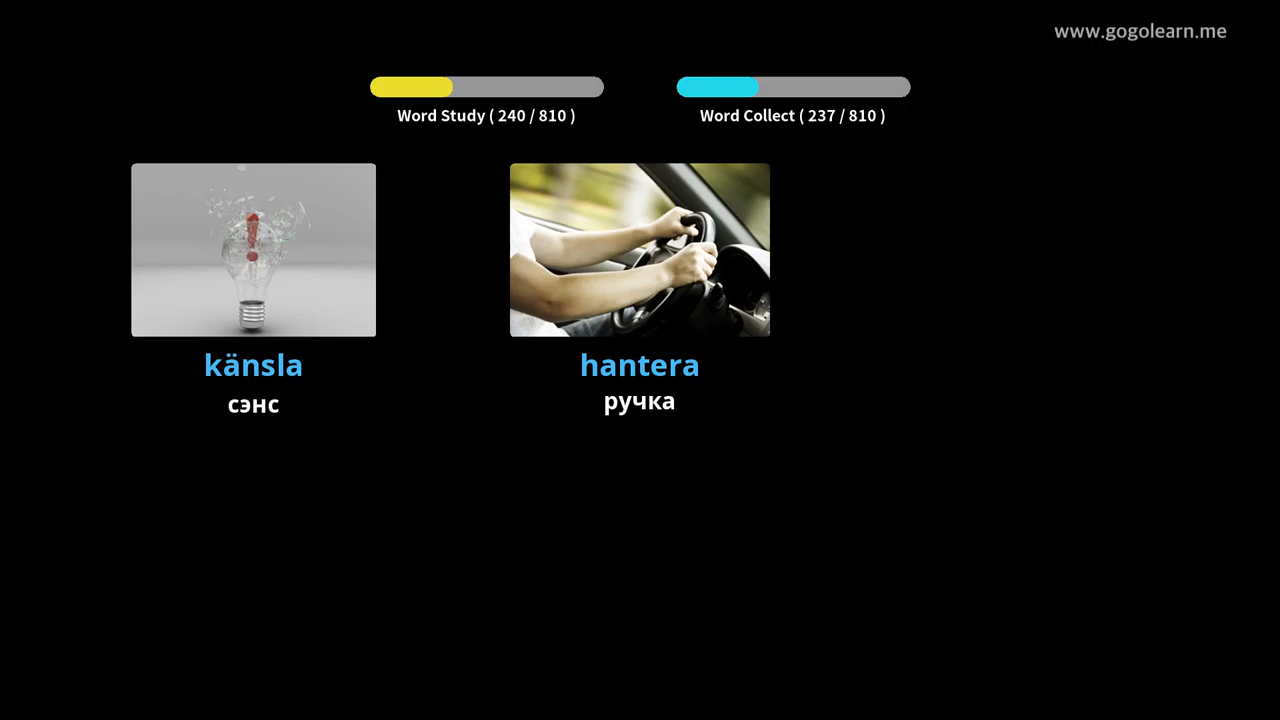 www.gogolearn.me
Word Study ( 240 / 810 )
Word Collect ( 237 / 810 )
känsla
сэнс
hantera
ручка